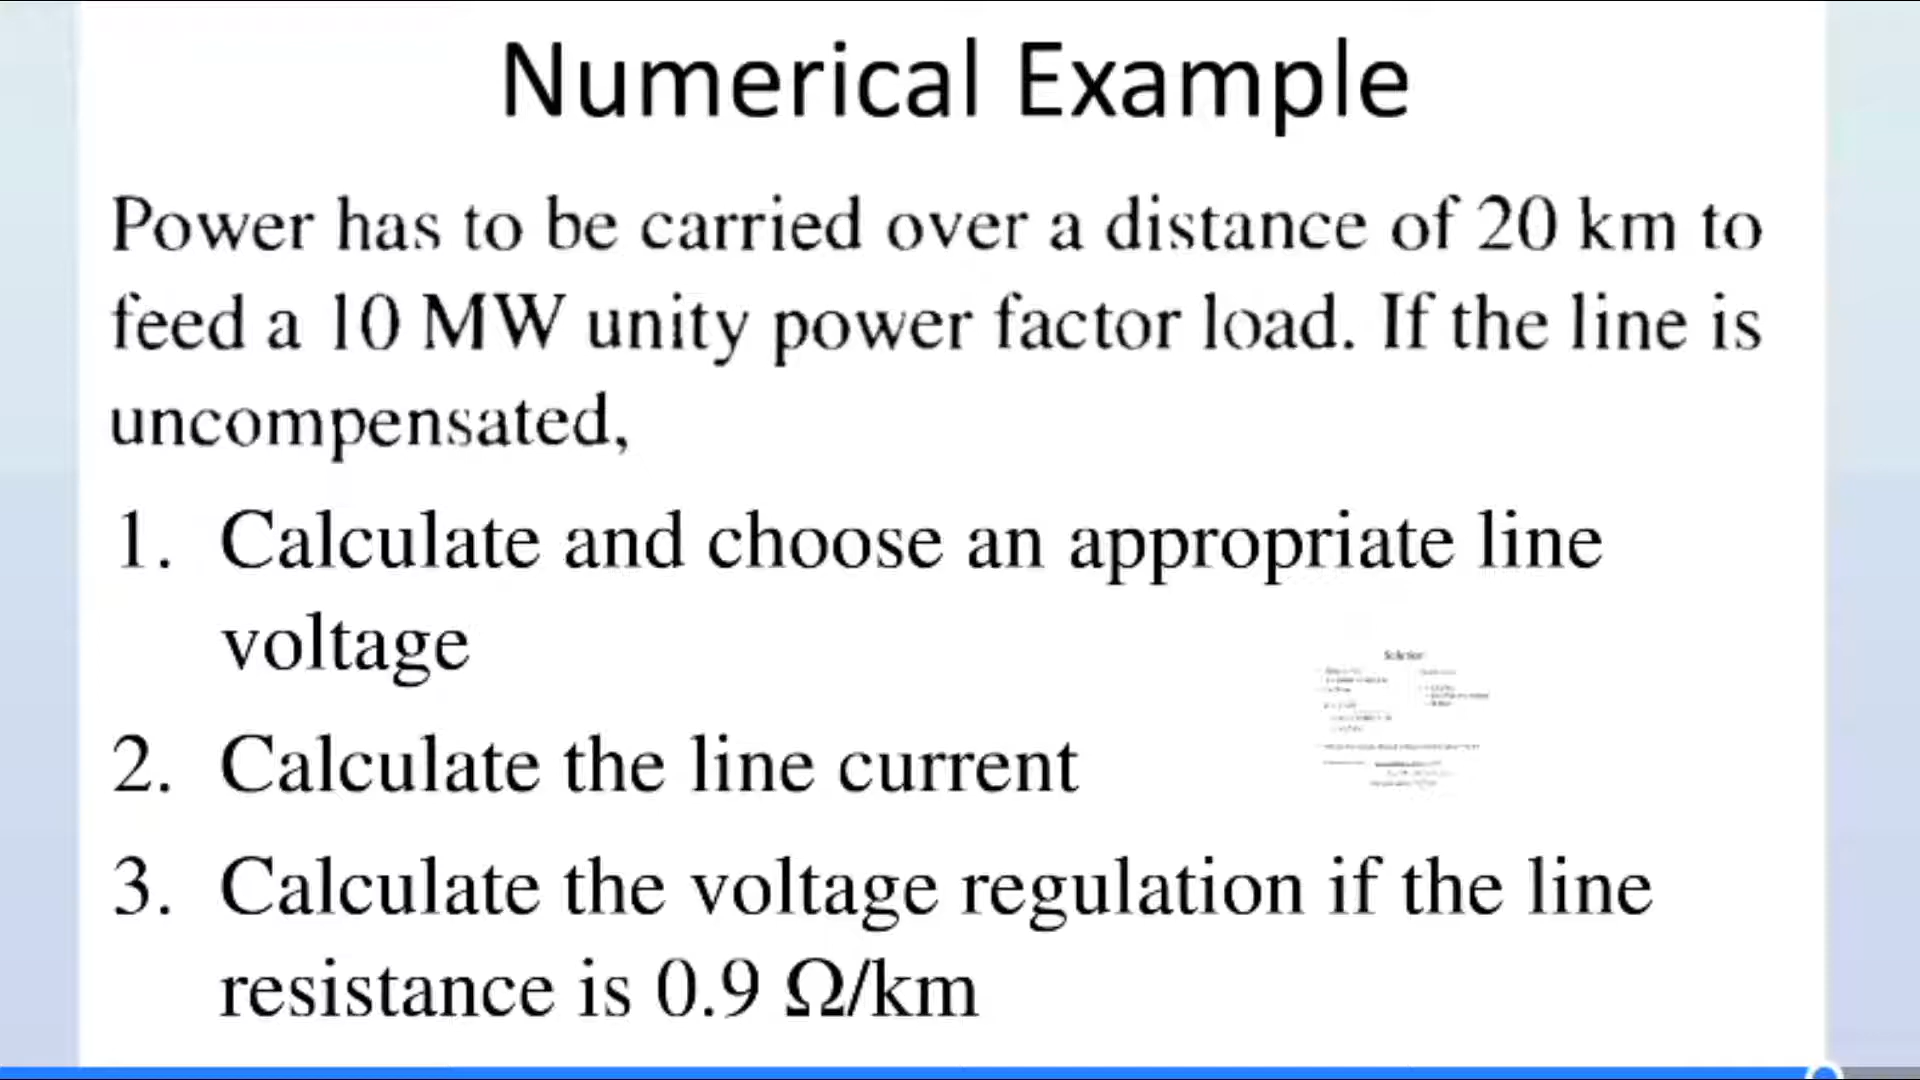 Numerical Example
Power has to be carried over a distance of 20 km to
feed a 10 MW unity power factor load. If the line is
uncompensated,
1. Calculate and choose an appropriate line
voltage
Solution
2. Calculate the line current
3. Calculate the voltage regulation if the line
resistance is 0.9 Ω/km